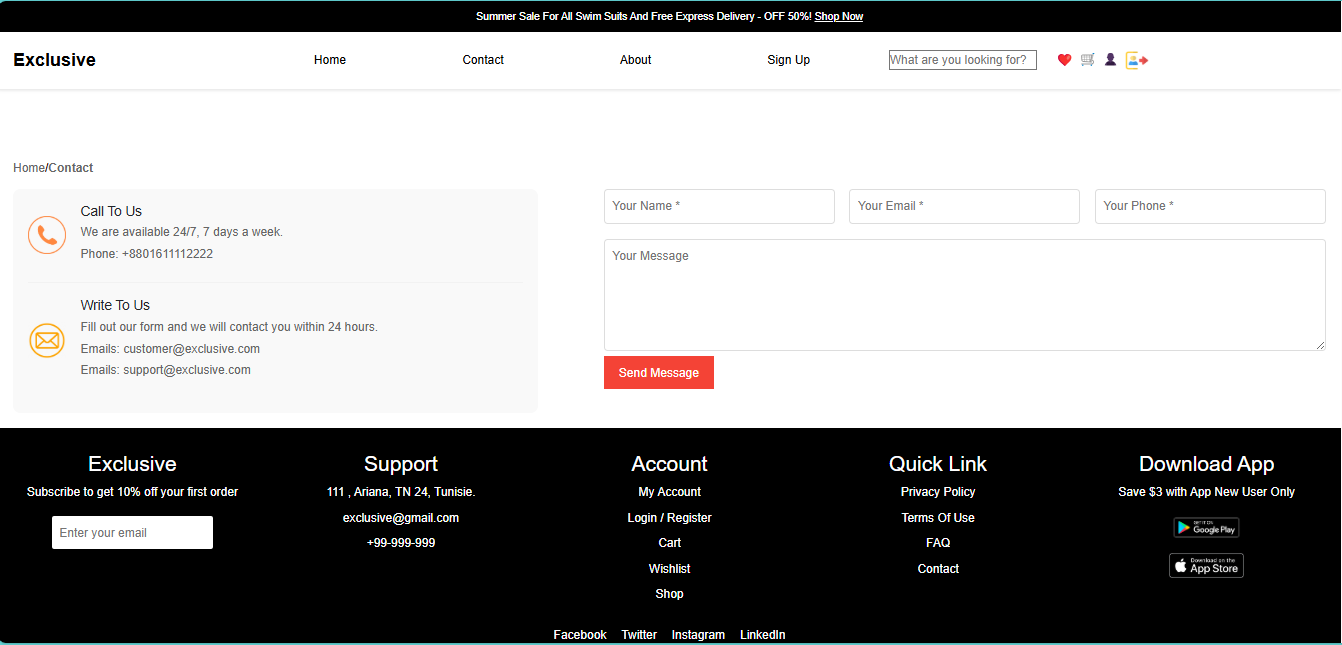 Summer Sale For All Swim Suits And Free Express Delivery - OFF 50%! Shop Now
Exclusive
Home
Contact
About
Sign Up
What are you looking for?
Home/Contact
Call To Us
We are available 24/7, 7 days a week.
Phone: +8801611112222
Write To Us
Fill out our form and we will contact you within 24 hours.
Emails: customer@exclusive.com
Emails: support@exclusive.com
Your Name *
Your Email *
Your Phone *
Your Message
Send Message
Exclusive
Subscribe to get 10% off your first order
Enter your email
Support
111 , Ariana, TN 24, Tunisie.
exclusive@gmail.com
+99-999-999
Account
My Account
Login / Register
Cart
Wishlist
Shop
Quick Link
Privacy Policy
Terms Of Use
FAQ
Contact
Download App
Save $3 with App New User Only
GET IT ON
Google Play
Download on the
App Store
Facebook
Twitter
Instagram
LinkedIn